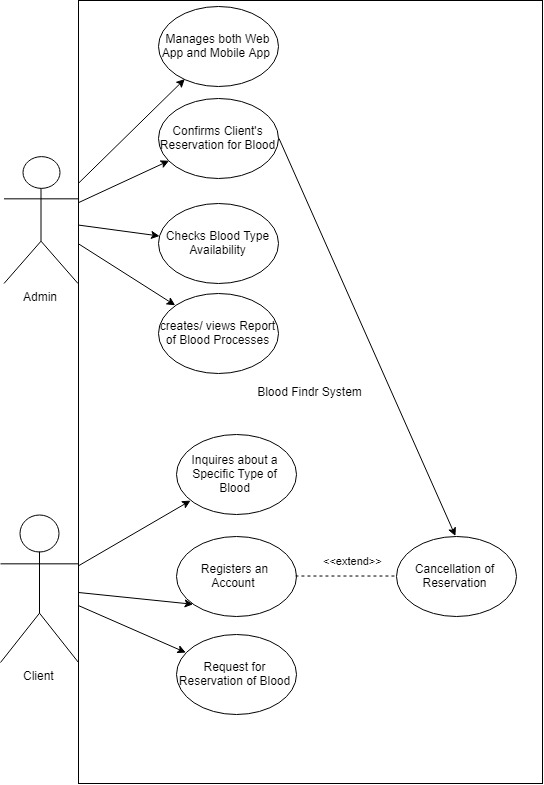 Manages both Web
App and Mobile App
Confirms Client's
Reservation for Blood
Checks Blood Type
Availability
Admin
creates/ views Report
of Blood Processes
Blood Findr System
Inquires about a
Specific Type of
Blood
Registers an
Account
<<extend>>
Cancellation of
Reservation
Client
Request for
Reservation of Blood